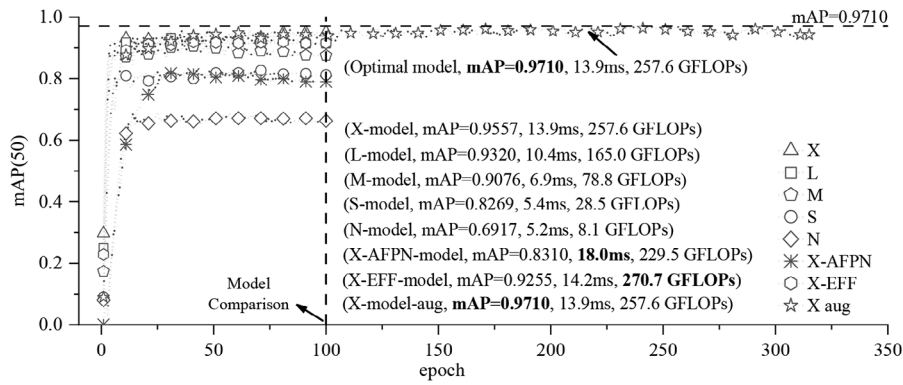 mAP=0.9710
1.0
0.8
0.6
0.4
0.2
0.0
mAP(50)
(Optimal model, mAP=0.9710, 13.9ms, 257.6 GFLOPs)
(X-model, mAP=0.9557, 13.9ms, 257.6 GFLOPs)
(L-model, mAP=0.9320, 10.4ms, 165.0 GFLOPs)
(M-model, mAP=0.9076, 6.9ms, 78.8 GFLOPs)
(S-model, mAP=0.8269, 5.4ms, 28.5 GFLOPs)
(N-model, mAP=0.6917, 5.2ms, 8.1 GFLOPs)
(X-AFPN-model, mAP=0.8310, 18.0ms, 229.5 GFLOPs)
(X-EFF-model, mAP=0.9255, 14.2ms, 270.7 GFLOPs)
(X-model-aug, mAP=0.9710, 13.9ms, 257.6 GFLOPs)
Model
Comparison
X
L
M
S
N
X-AFPN
X-EFF
X aug
0 50 100 150 200 250 300 350
epoch